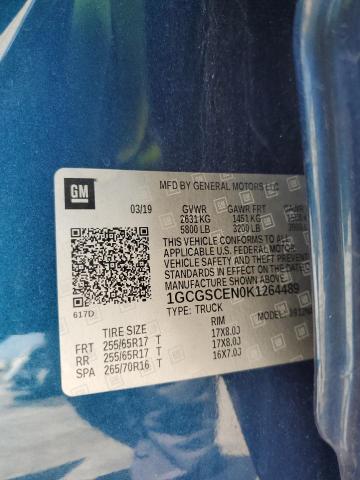 GM
MFD BY GENERAL MOTORS LLC
03/19 GVWR GAWR FRT GAWR
2631 KG 1451 KG
5800 LB 3200 LB
THIS VEHICLE CONFORMS TO ALL
APPLICABLE U.S. FEDERAL MOTOR
VEHICLE SAFETY AND THEFT PREVENTION
STANDARDS IN EFFECT ON THE DATE OF
MANUFACTURE SHOWN ABOVE.
1GCGSCEN0K1264489
617D TYPE: TRUCK MODEL:
TIRE SIZE RIM
FRT 255/65R17 T 17X8.0J
RR 255/65R17 T 17X8.0J
SPA 265/70R16 T 16X7.0J